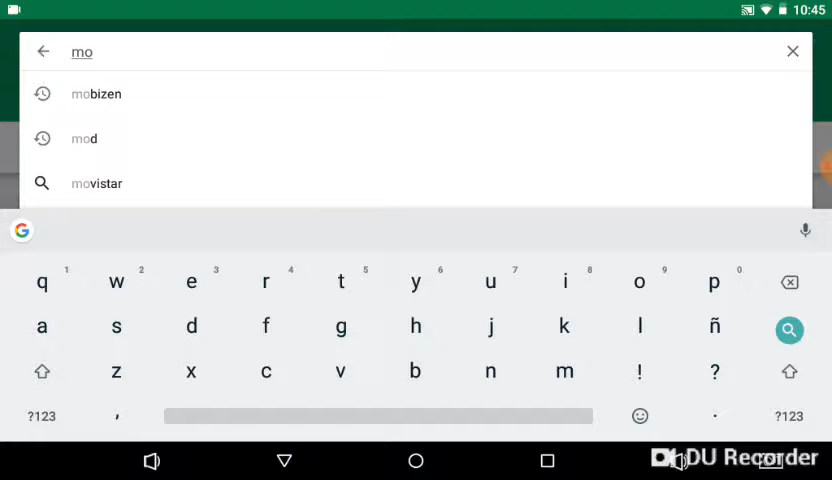 10:45
mo
mobizen
mod
movistar
G
q 1 w 2 e 3 r 4 t 5 y 6 u 7 i 8 o 9 p 0
a s d f g h j k l ñ
z x c v b n m ! ?
?123 , . ?123
DU Recorder